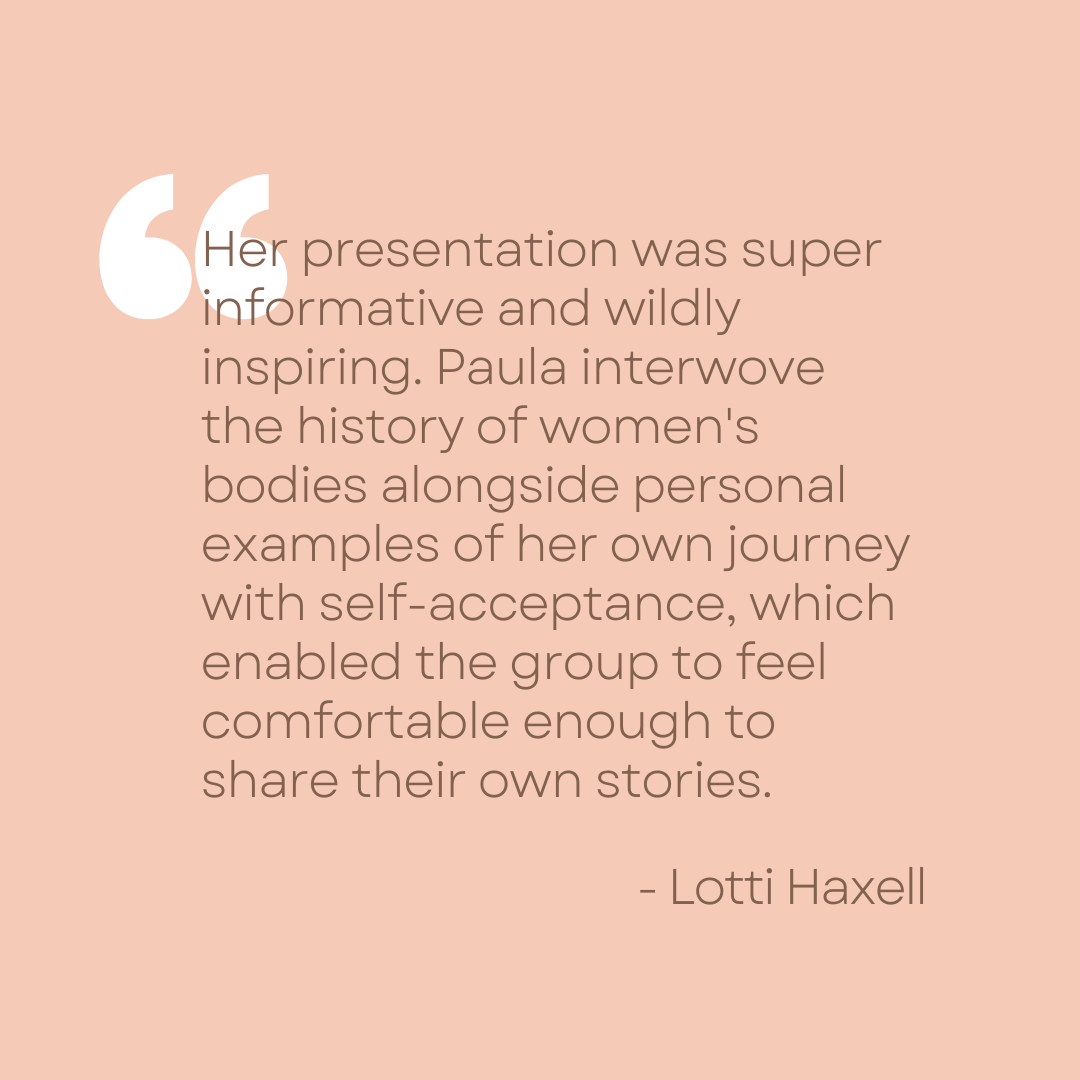 “
Her presentation was super
informative and wildly
inspiring. Paula interwove
the history of women's
bodies alongside personal
examples of her own journey
with self-acceptance, which
enabled the group to feel
comfortable enough to
share their own stories.
- Lotti Haxell